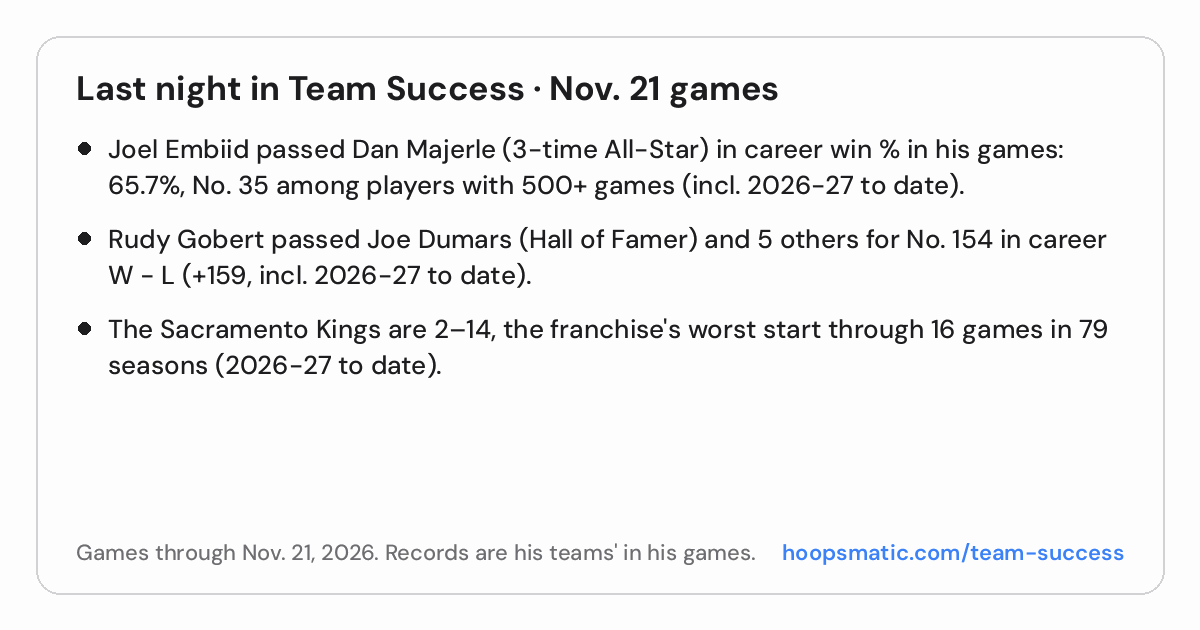 Last night in Team Success · Nov. 21 games
● Joel Embiid passed Dan Majerle (3-time All-Star) in career win % in his games:
65.7%, No. 35 among players with 500+ games (incl. 2026-27 to date).
● Rudy Gobert passed Joe Dumars (Hall of Famer) and 5 others for No. 154 in career
W - L (+159, incl. 2026-27 to date).
● The Sacramento Kings are 2–14, the franchise's worst start through 16 games in 79
seasons (2026-27 to date).
Games through Nov. 21, 2026. Records are his teams' in his games. hoopsmatic.com/team-success